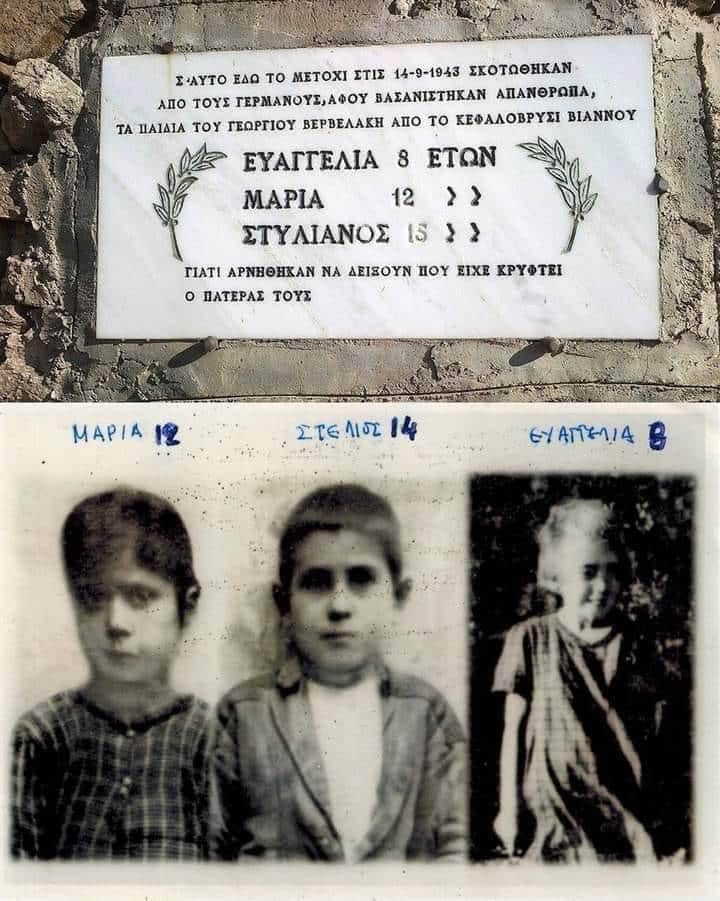 Σ'ΑΥΤΟ ΕΔΩ ΤΟ ΜΕΤΟΧΙ ΣΤΙΣ 14-9-1943 ΣΚΟΤΩΘΗΚΑΝ
ΑΠΟ ΤΟΥΣ ΓΕΡΜΑΝΟΥΣ,ΑΦΟΥ ΒΑΣΑΝΙΣΤΗΚΑΝ ΑΠΑΝΘΡΩΠΑ,
ΤΑ ΠΑΙΔΙΑ ΤΟΥ ΓΕΩΡΓΙΟΥ ΒΕΡΒΕΛΑΚΗ ΑΠΟ ΤΟ ΚΕΦΑΛΟΒΡΥΣΙ ΒΙΑΝΝΟΥ
ΕΥΑΓΓΕΛΙΑ 8 ΕΤΩΝ
ΜΑΡΙΑ 12 》》
ΣΤΥΛΙΑΝΟΣ 15 》》
ΓΙΑΤΙ ΑΡΝΗΘΗΚΑΝ ΝΑ ΔΕΙΞΟΥΝ ΠΟΥ ΕΙΧΕ ΚΡΥΦΤΕΙ
Ο ΠΑΤΕΡΑΣ ΤΟΥΣ
ΜΑΡΙΑ 12 ΣΤΕΛΙΟΣ 14 ΕΥΑΓΓΕΛΙΑ 8